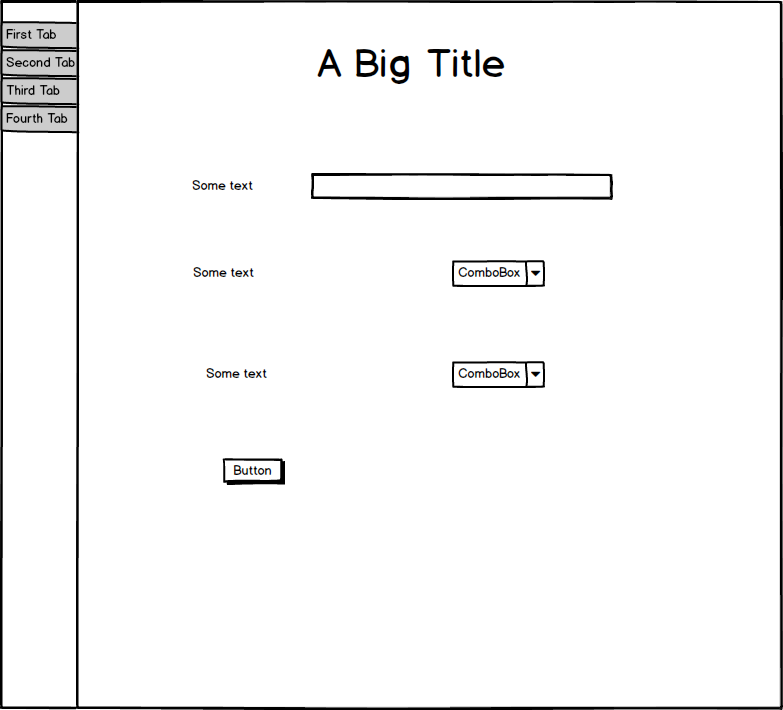 First Tab
Second Tab
Third Tab
Fourth Tab
A Big Title
Some text
Some text
ComboBox
Some text
ComboBox
Button